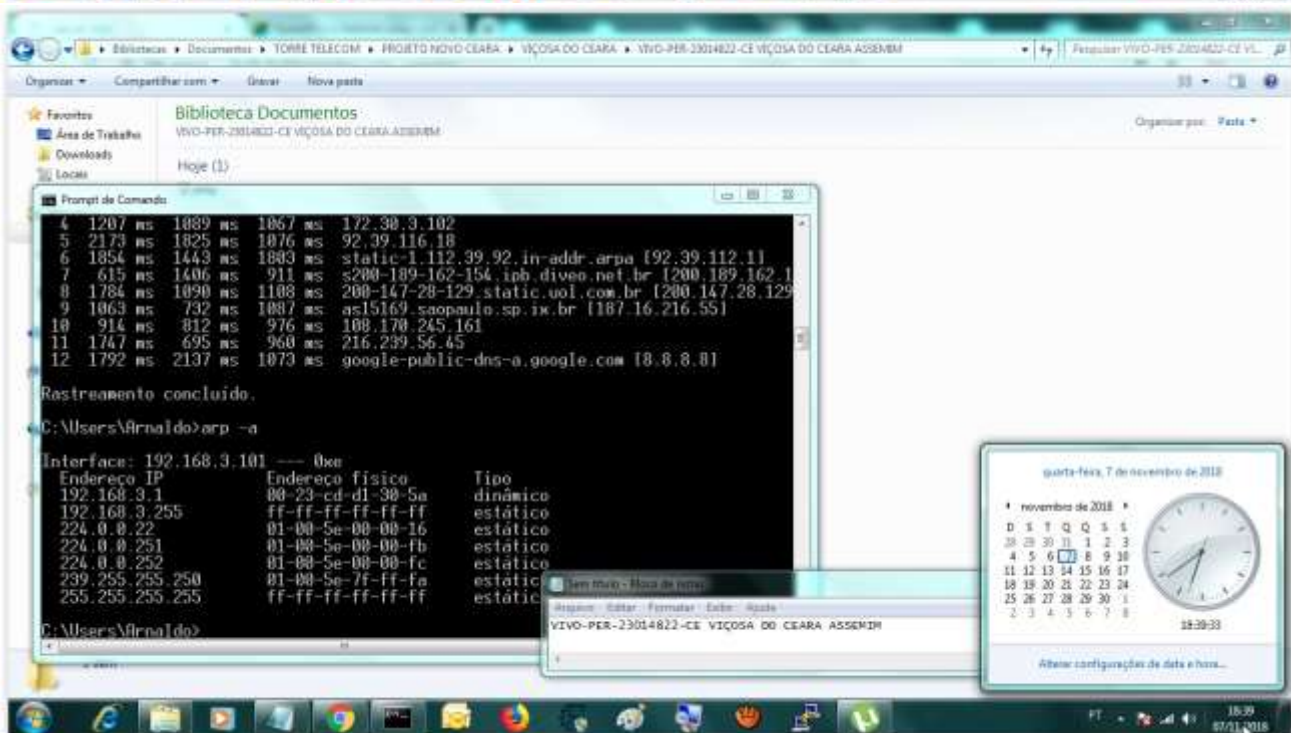 Bibliotecas ▸ Documentos ▸ TORRE TELECOM ▸ PROJETO NOVO CEARA ▸ VIÇOSA DO CEARA ▸ VIVO-PER-23014822-CE VIÇOSA DO CEARA ASSEMIM
Pesquisar VIVO-PER-23014822-CE VI...
Organizar Compartilhar com Gravar Nova pasta
Favoritos
Área de Trabalho
Downloads
Locais
Biblioteca Documentos
VIVO-PER-23014822-CE VIÇOSA DO CEARA ASSEMIM
Organizar por: Pasta
Hoje (1)
Prompt de Comando
4 1207 ms 1089 ms 1067 ms 172.30.3.102
5 2173 ms 1825 ms 1076 ms 92.39.116.18
6 1854 ms 1443 ms 1803 ms static-1.112.39.92.in-addr.arpa [92.39.112.1]
7 615 ms 1406 ms 911 ms s200-189-162-154.ipb.diveo.net.br [200.189.162.1
8 1784 ms 1090 ms 1108 ms 200-147-28-129.static.uol.com.br [200.147.28.129
9 1063 ms 732 ms 1087 ms as15169.saopaulo.sp.ix.br [187.16.216.55]
10 914 ms 812 ms 976 ms 108.170.245.161
11 1747 ms 695 ms 960 ms 216.239.56.45
12 1792 ms 2137 ms 1073 ms google-public-dns-a.google.com [8.8.8.8]
Rastreamento concluído.
C:\Users\Arnaldo>arp -a
Interface: 192.168.3.101 --- 0xe
Endereço IP Endereço físico Tipo
192.168.3.1 00-23-cd-d1-30-5a dinâmico
192.168.3.255 ff-ff-ff-ff-ff-ff estático
224.0.0.22 01-00-5e-00-00-16 estático
224.0.0.251 01-00-5e-00-00-fb estático
224.0.0.252 01-00-5e-00-00-fc estático
239.255.255.250 01-00-5e-7f-ff-fa estátic
255.255.255.255 ff-ff-ff-ff-ff-ff estátic
C:\Users\Arnaldo>
Sem título - Bloco de notas
Arquivo Editar Formatar Exibir Ajuda
VIVO-PER-23014822-CE VIÇOSA DO CEARA ASSEMIM
quarta-feira, 7 de novembro de 2018
novembro de 2018
D S T Q Q S S
28 29 30 31 1 2 3
4 5 6 7 8 9 10
11 12 13 14 15 16 17
18 19 20 21 22 23 24
25 26 27 28 29 30 1
2 3 4 5 6 7 8
18:39:33
Alterar configurações de data e hora...
PT
18:39
07/11/2018